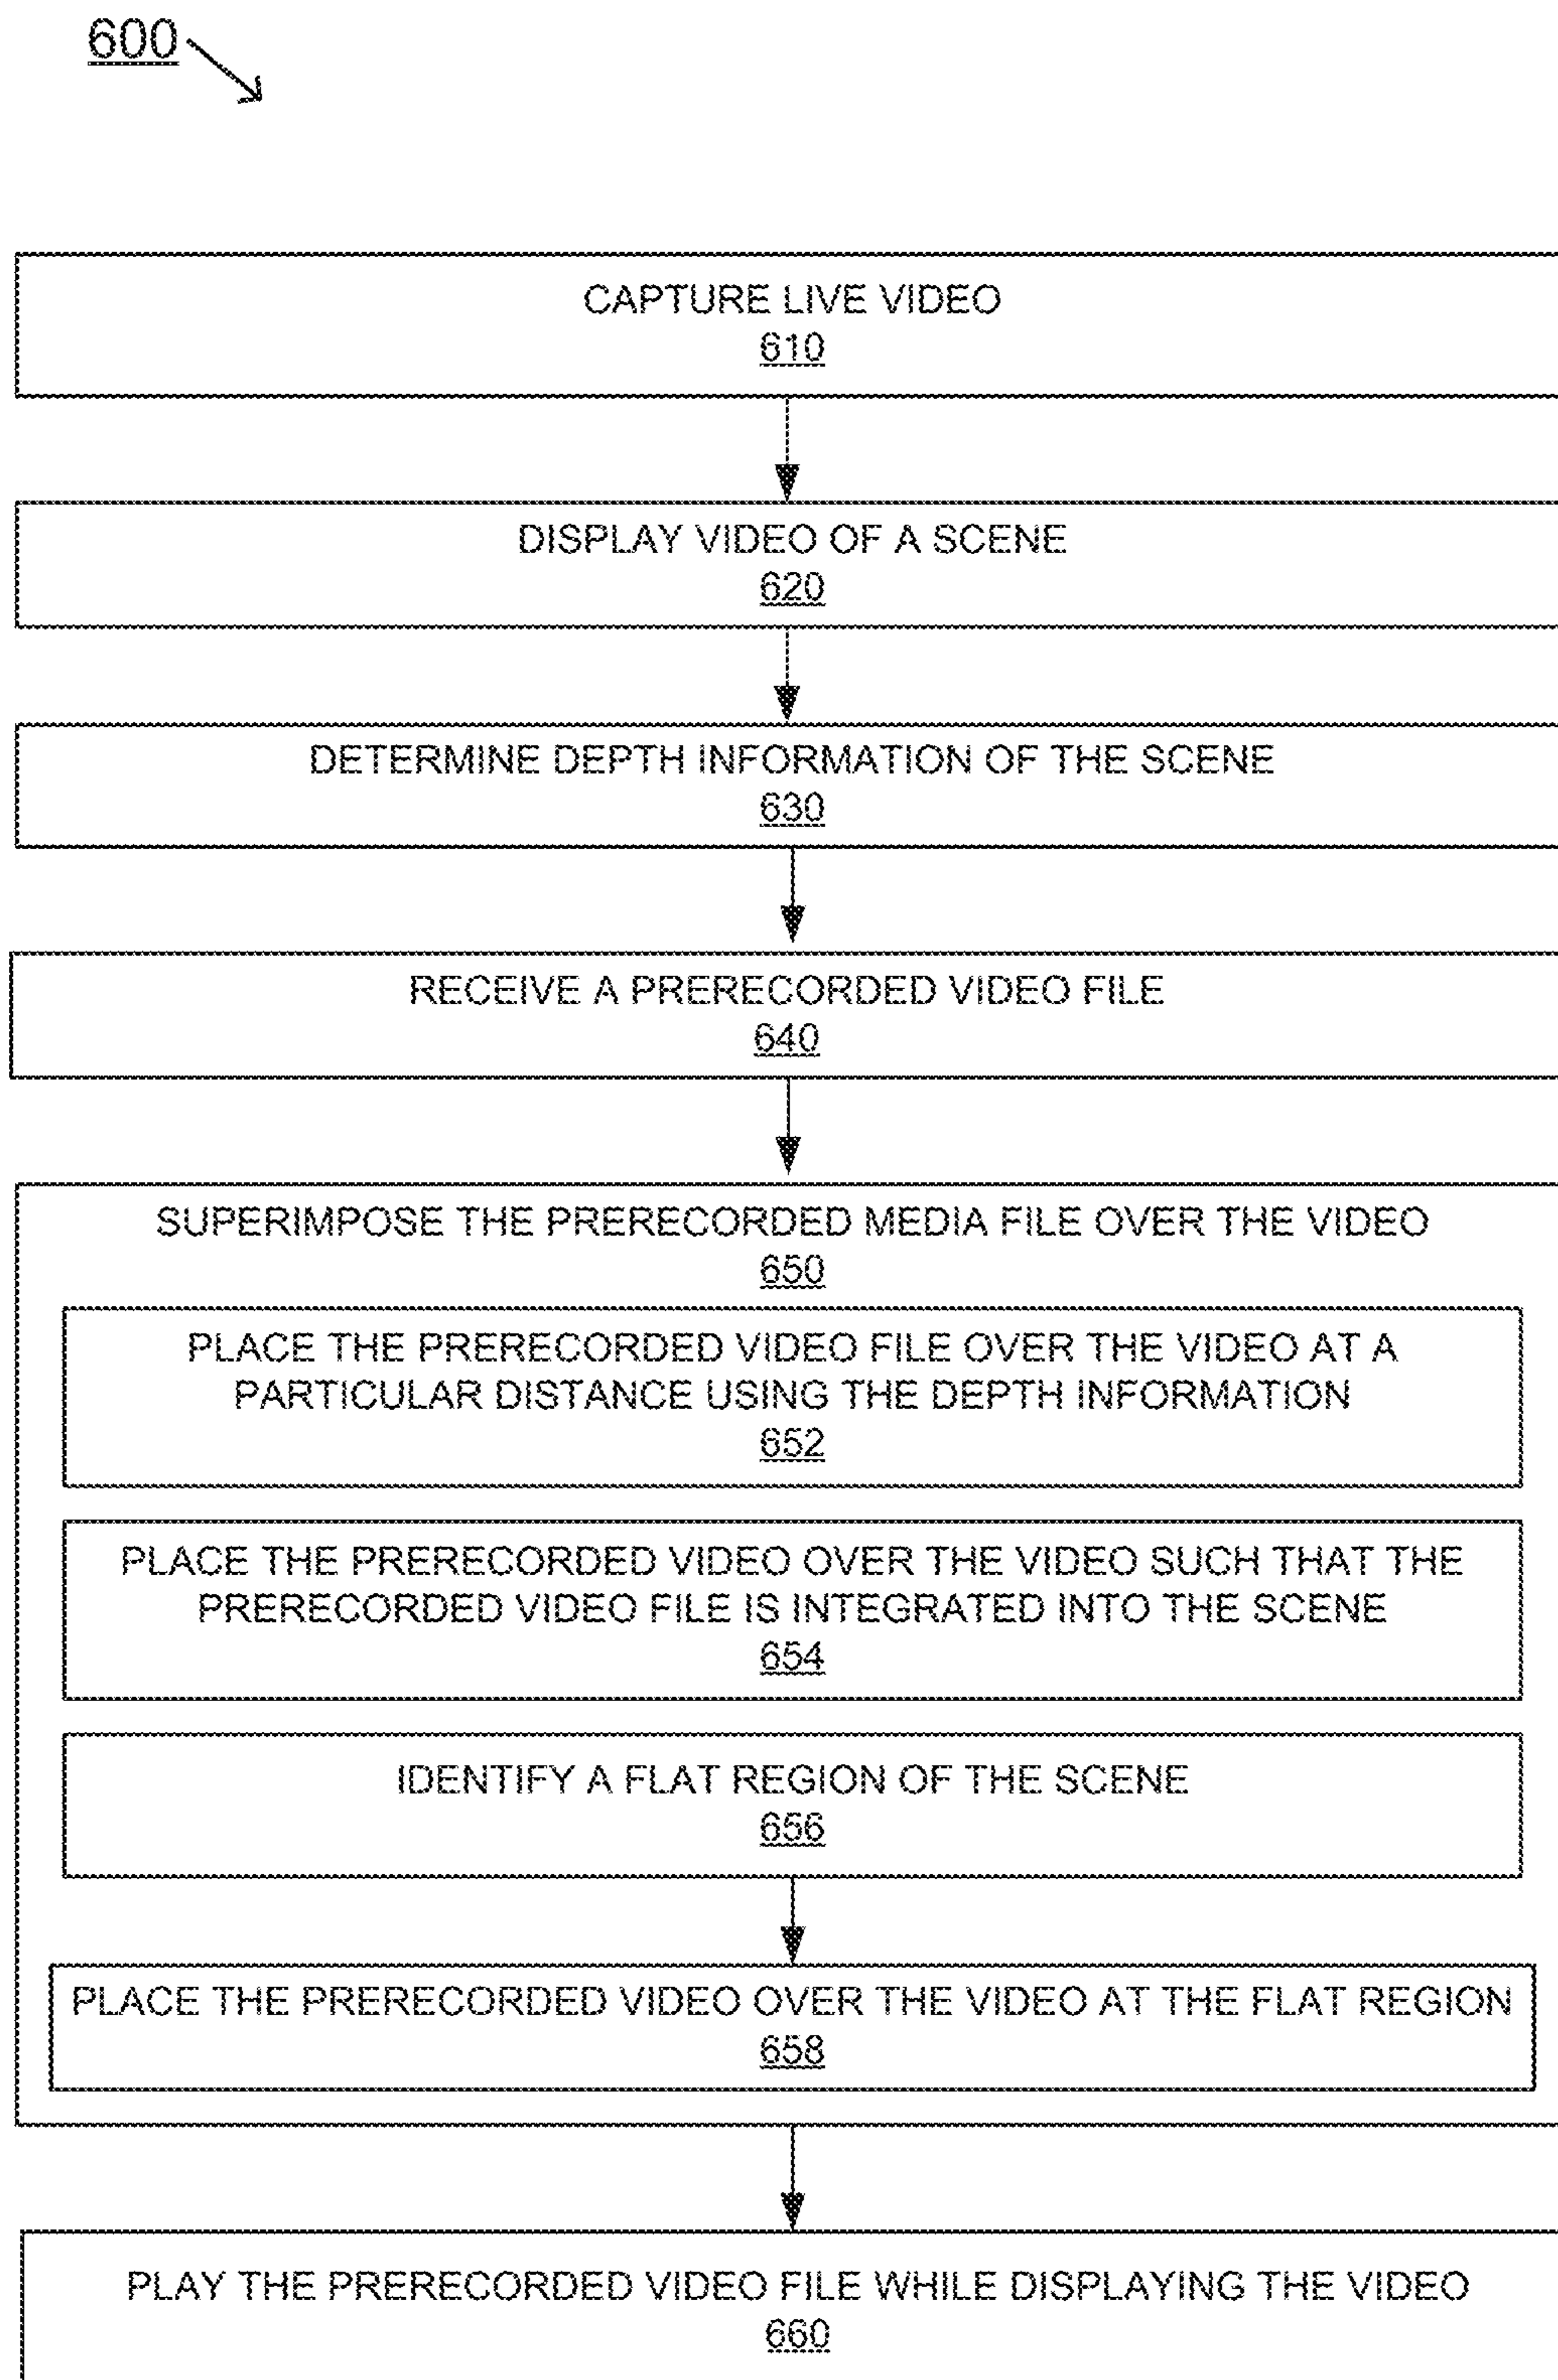 600
CAPTURE LIVE VIDEO
610
DISPLAY VIDEO OF A SCENE
620
DETERMINE DEPTH INFORMATION OF THE SCENE
630
RECEIVE A PRERECORDED VIDEO FILE
640
SUPERIMPOSE THE PRERECORDED MEDIA FILE OVER THE VIDEO
650
PLACE THE PRERECORDED VIDEO FILE OVER THE VIDEO AT A
PARTICULAR DISTANCE USING THE DEPTH INFORMATION
652
PLACE THE PRERECORDED VIDEO OVER THE VIDEO SUCH THAT THE
PRERECORDED VIDEO FILE IS INTEGRATED INTO THE SCENE
654
IDENTIFY A FLAT REGION OF THE SCENE
656
PLACE THE PRERECORDED VIDEO OVER THE VIDEO AT THE FLAT REGION
658
PLAY THE PRERECORDED VIDEO FILE WHILE DISPLAYING THE VIDEO
660